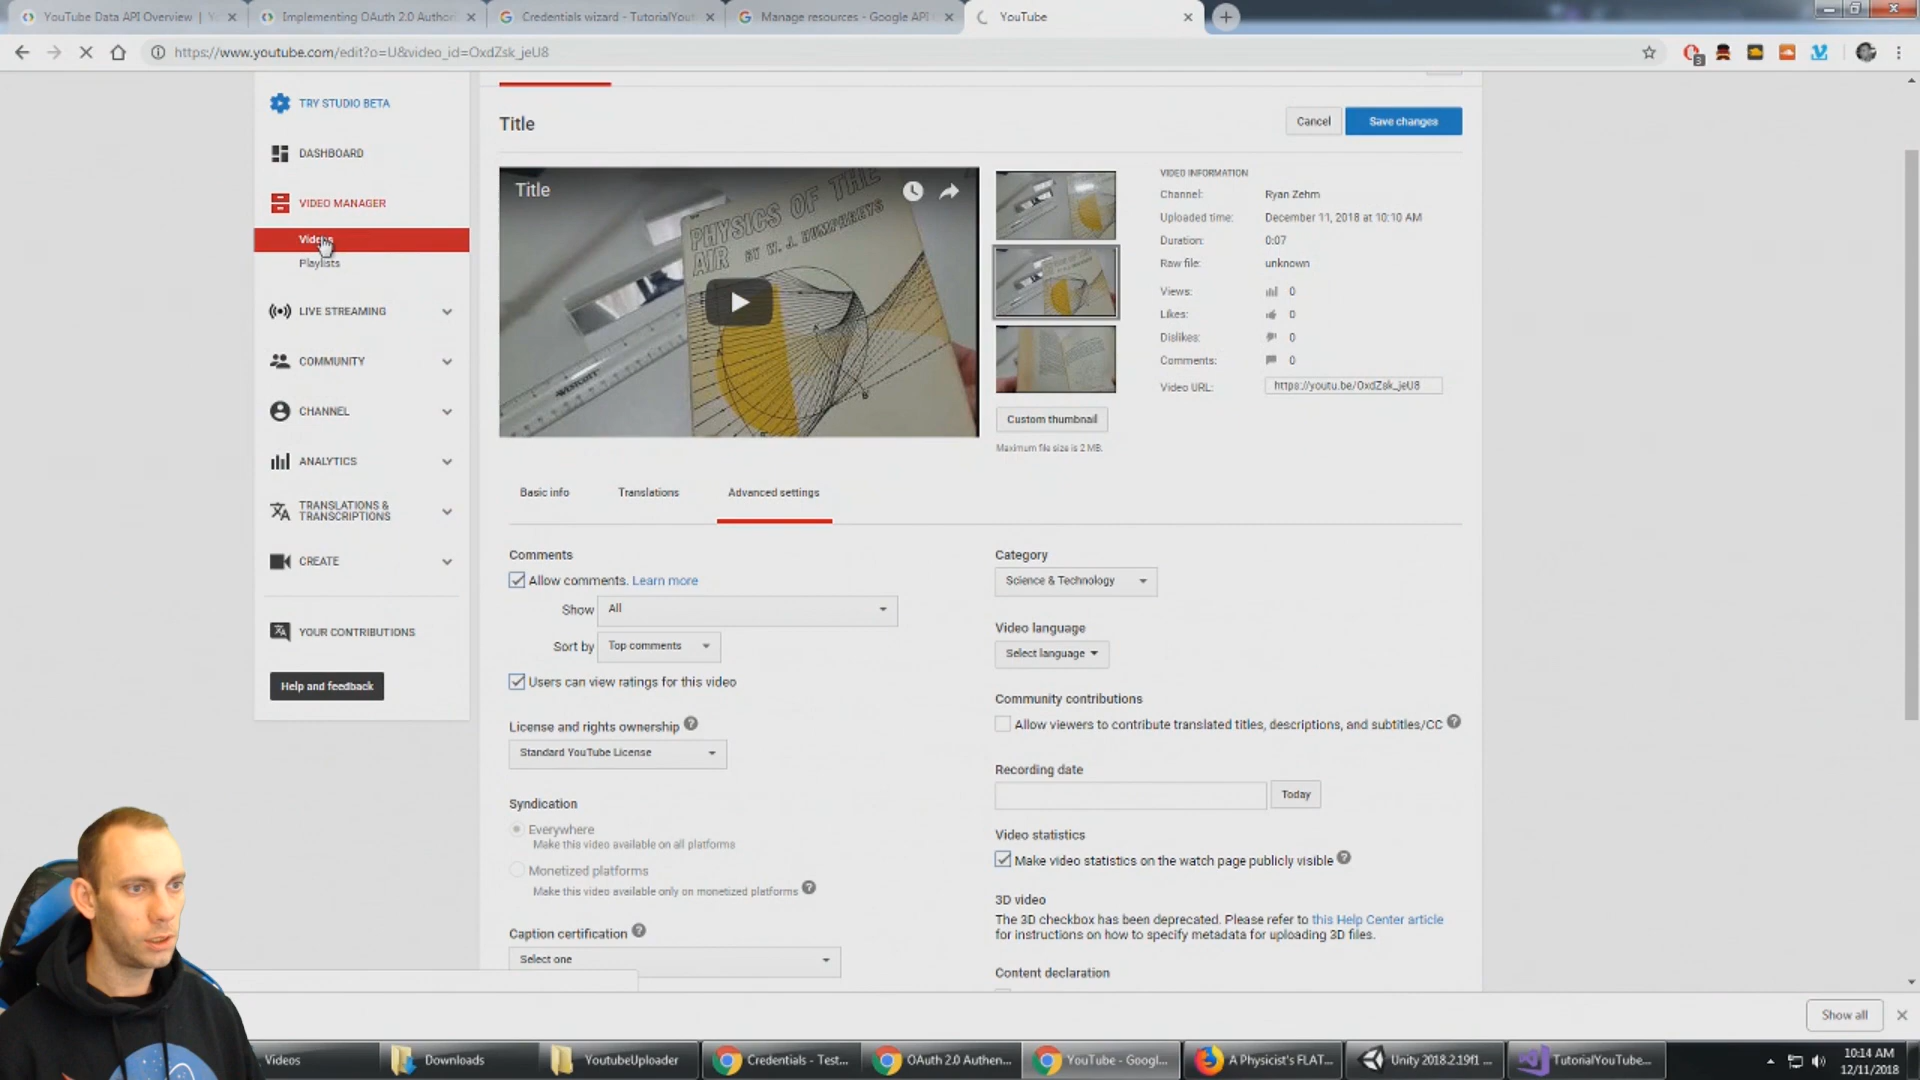 YouTube Data API Overview | Y
Implementing OAuth 2.0 Author
Credentials wizard - TutorialYout
Manage resources - Google API
YouTube
https://www.youtube.com/edit?o=U&video_id=OxdZsk_jeU8
3
TRY STUDIO BETA
DASHBOARD
VIDEO MANAGER
Videos
Playlists
LIVE STREAMING
COMMUNITY
CHANNEL
ANALYTICS
TRANSLATIONS &
TRANSCRIPTIONS
CREATE
YOUR CONTRIBUTIONS
Help and feedback
Title
Cancel
Save changes
Title
PHYSICS OF THE
AIR BY W. J. HUMPHREYS
WESTCOTT
Custom thumbnail
Maximum file size is 2 MB.
VIDEO INFORMATION
Channel: Ryan Zehm
Uploaded time: December 11, 2018 at 10:10 AM
Duration: 0:07
Raw file: unknown
Views: 0
Likes: 0
Dislikes: 0
Comments: 0
Video URL: https://youtu.be/OxdZsk_jeU8
Basic info
Translations
Advanced settings
Comments
Allow comments. Learn more
Show All
Sort by Top comments
Users can view ratings for this video
License and rights ownership ?
Standard YouTube License
Syndication
Everywhere
Make this video available on all platforms
Monetized platforms
Make this video available only on monetized platforms ?
Caption certification ?
Select one
Category
Science & Technology
Video language
Select language
Community contributions
Allow viewers to contribute translated titles, descriptions, and subtitles/CC ?
Recording date
Today
Video statistics
Make video statistics on the watch page publicly visible ?
3D video
The 3D checkbox has been deprecated. Please refer to this Help Center article
for instructions on how to specify metadata for uploading 3D files.
Content declaration
Show all
Videos
Downloads
YoutubeUploader
Credentials - Test...
OAuth 2.0 Authen...
YouTube - Googl...
A Physicist's FLAT...
Unity 2018.2.19f1 ...
TutorialYouTube...
10:14 AM
12/11/2018